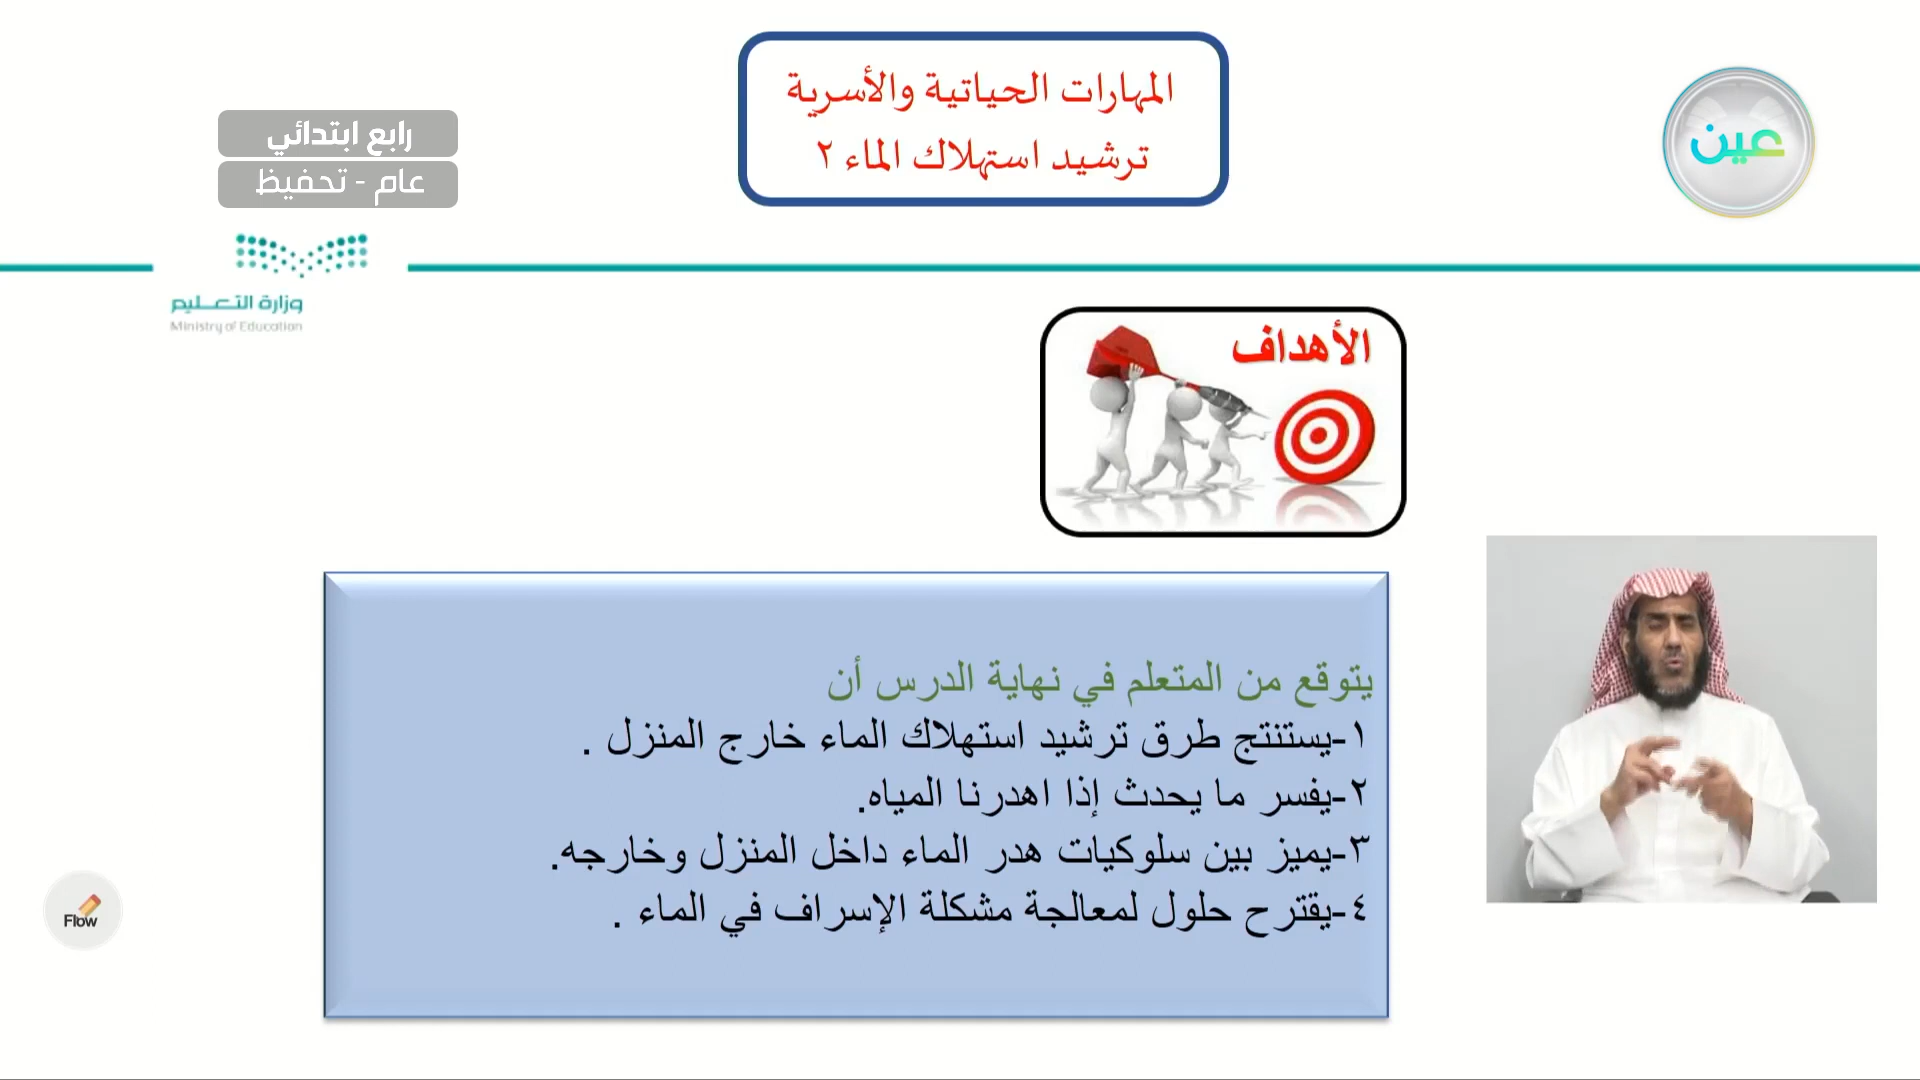 المهارات الحياتية والأسرية
ترشيد استهلاك الماء ٢
عين
رابع ابتدائي
عام - تحفيظ
وزارة التعليم
Ministry of Education
الأهداف
يتوقع من المتعلم في نهاية الدرس أن
١-يستنتج طرق ترشيد استهلاك الماء خارج المنزل .
٢-يفسر ما يحدث إذا اهدرنا المياه.
٣-يميز بين سلوكيات هدر الماء داخل المنزل وخارجه.
٤-يقترح حلول لمعالجة مشكلة الإسراف في الماء .
Flow